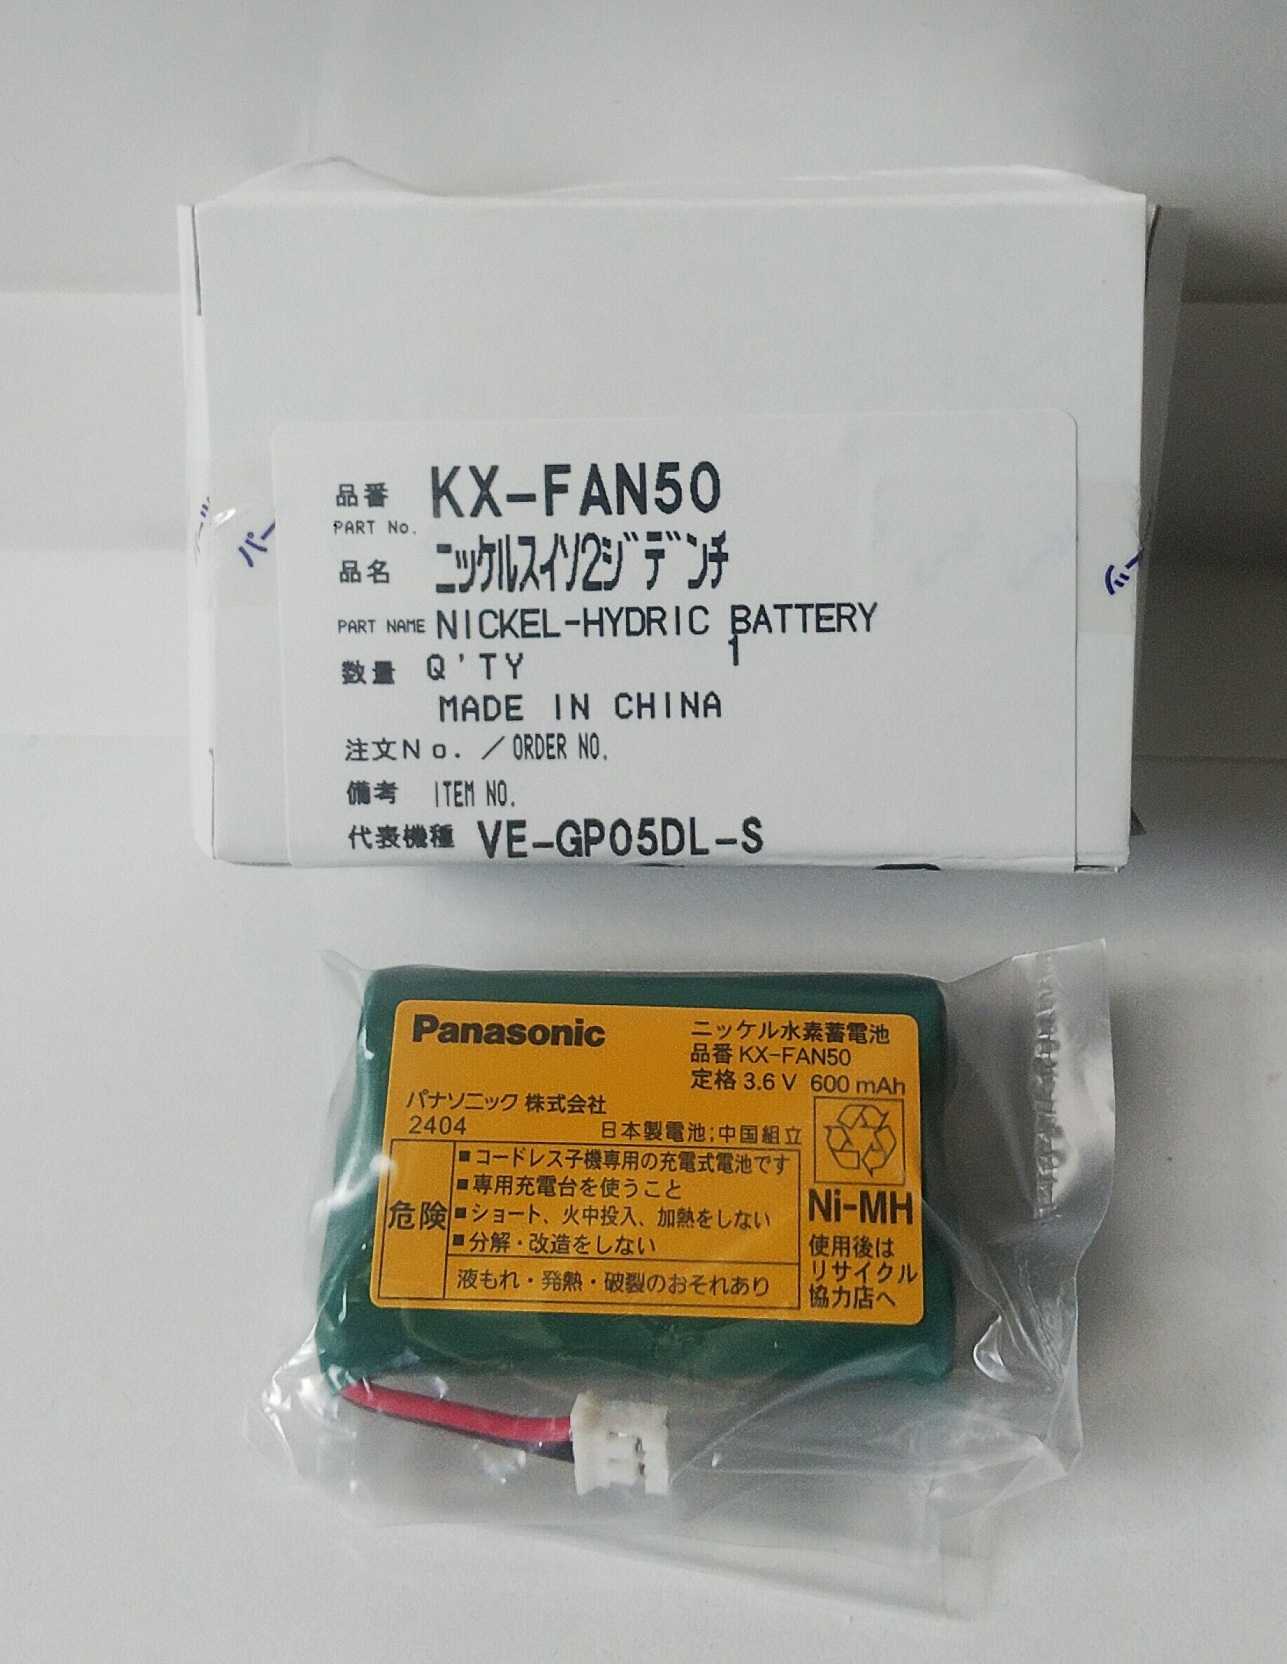 品番 KX-FAN50
PART No.
品名 ニッケルスイソ2ジデンチ
PART NAME NICKEL-HYDRIC BATTERY
数量 Q'TY 1
MADE IN CHINA
注文No. /ORDER NO.
備考 ITEM NO.
代表機種 VE-GP05DL-S
パー
Panasonic
ニッケル水素蓄電池
品番 KX-FAN50
定格 3.6 V 600 mAh
パナソニック 株式会社
2404
日本製電池;中国組立
危険
■コードレス子機専用の充電式電池です
■専用充電台を使うこと
■ショート、火中投入、加熱をしない
■分解・改造をしない
液もれ・発熱・破裂のおそれあり
Ni-MH
使用後は
リサイクル
協力店へ